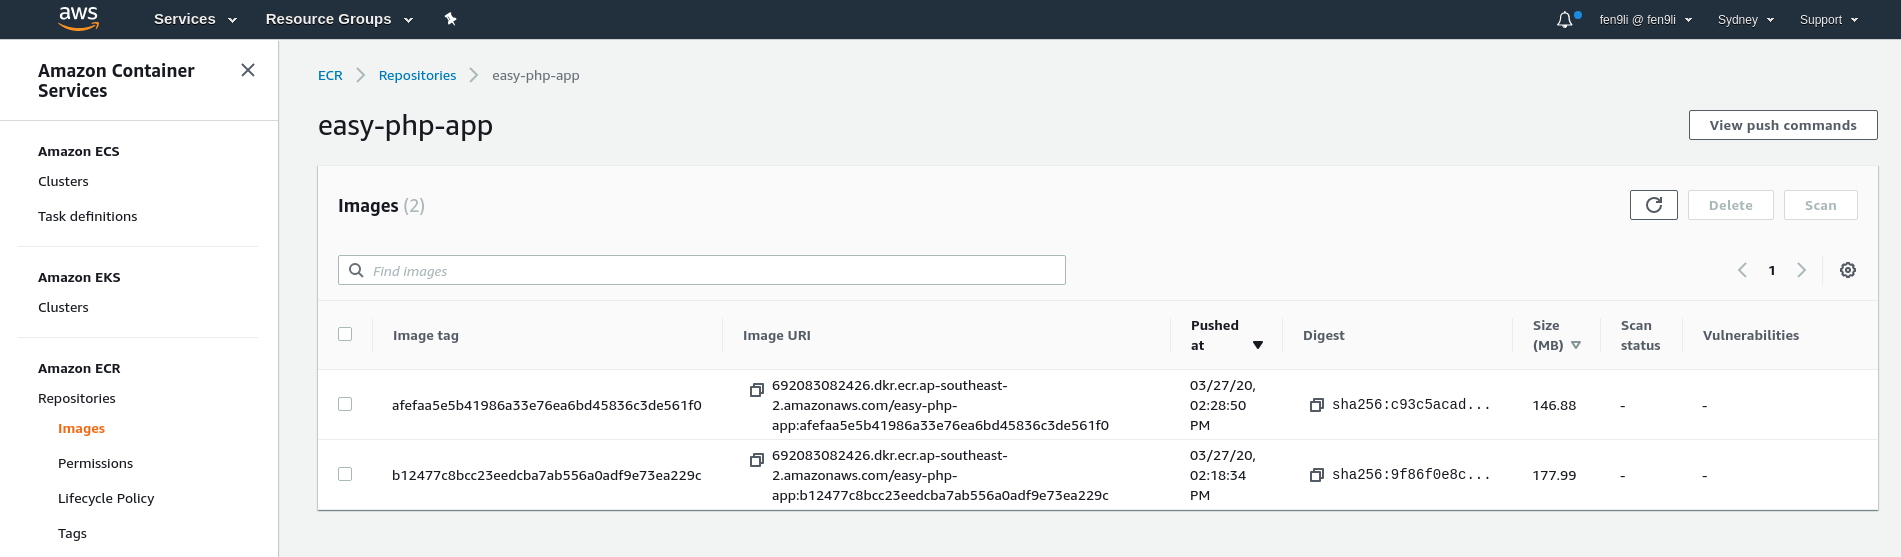 aws
Services
Resource Groups
fen9li @ fen9li
Sydney
Support
Amazon Container
Services
Amazon ECS
Clusters
Task definitions
Amazon EKS
Clusters
Amazon ECR
Repositories
Images
Permissions
Lifecycle Policy
Tags
ECR
Repositories
easy-php-app
easy-php-app
View push commands
Images (2)
Delete
Scan
Find images
1
Image tag
Image URI
Pushed
at
Digest
Size
(MB)
Scan
status
Vulnerabilities
afefaa5e5b41986a33e76ea6bd45836c3de561f0
692083082426.dkr.ecr.ap-southeast-
2.amazonaws.com/easy-php-
app:afefaa5e5b41986a33e76ea6bd45836c3de561f0
03/27/20,
02:28:50
PM
sha256:c93c5acad...
146.88
-
-
b12477c8bcc23eedcba7ab556a0adf9e73ea229c
692083082426.dkr.ecr.ap-southeast-
2.amazonaws.com/easy-php-
app:b12477c8bcc23eedcba7ab556a0adf9e73ea229c
03/27/20,
02:18:34
PM
sha256:9f86f0e8c...
177.99
-
-